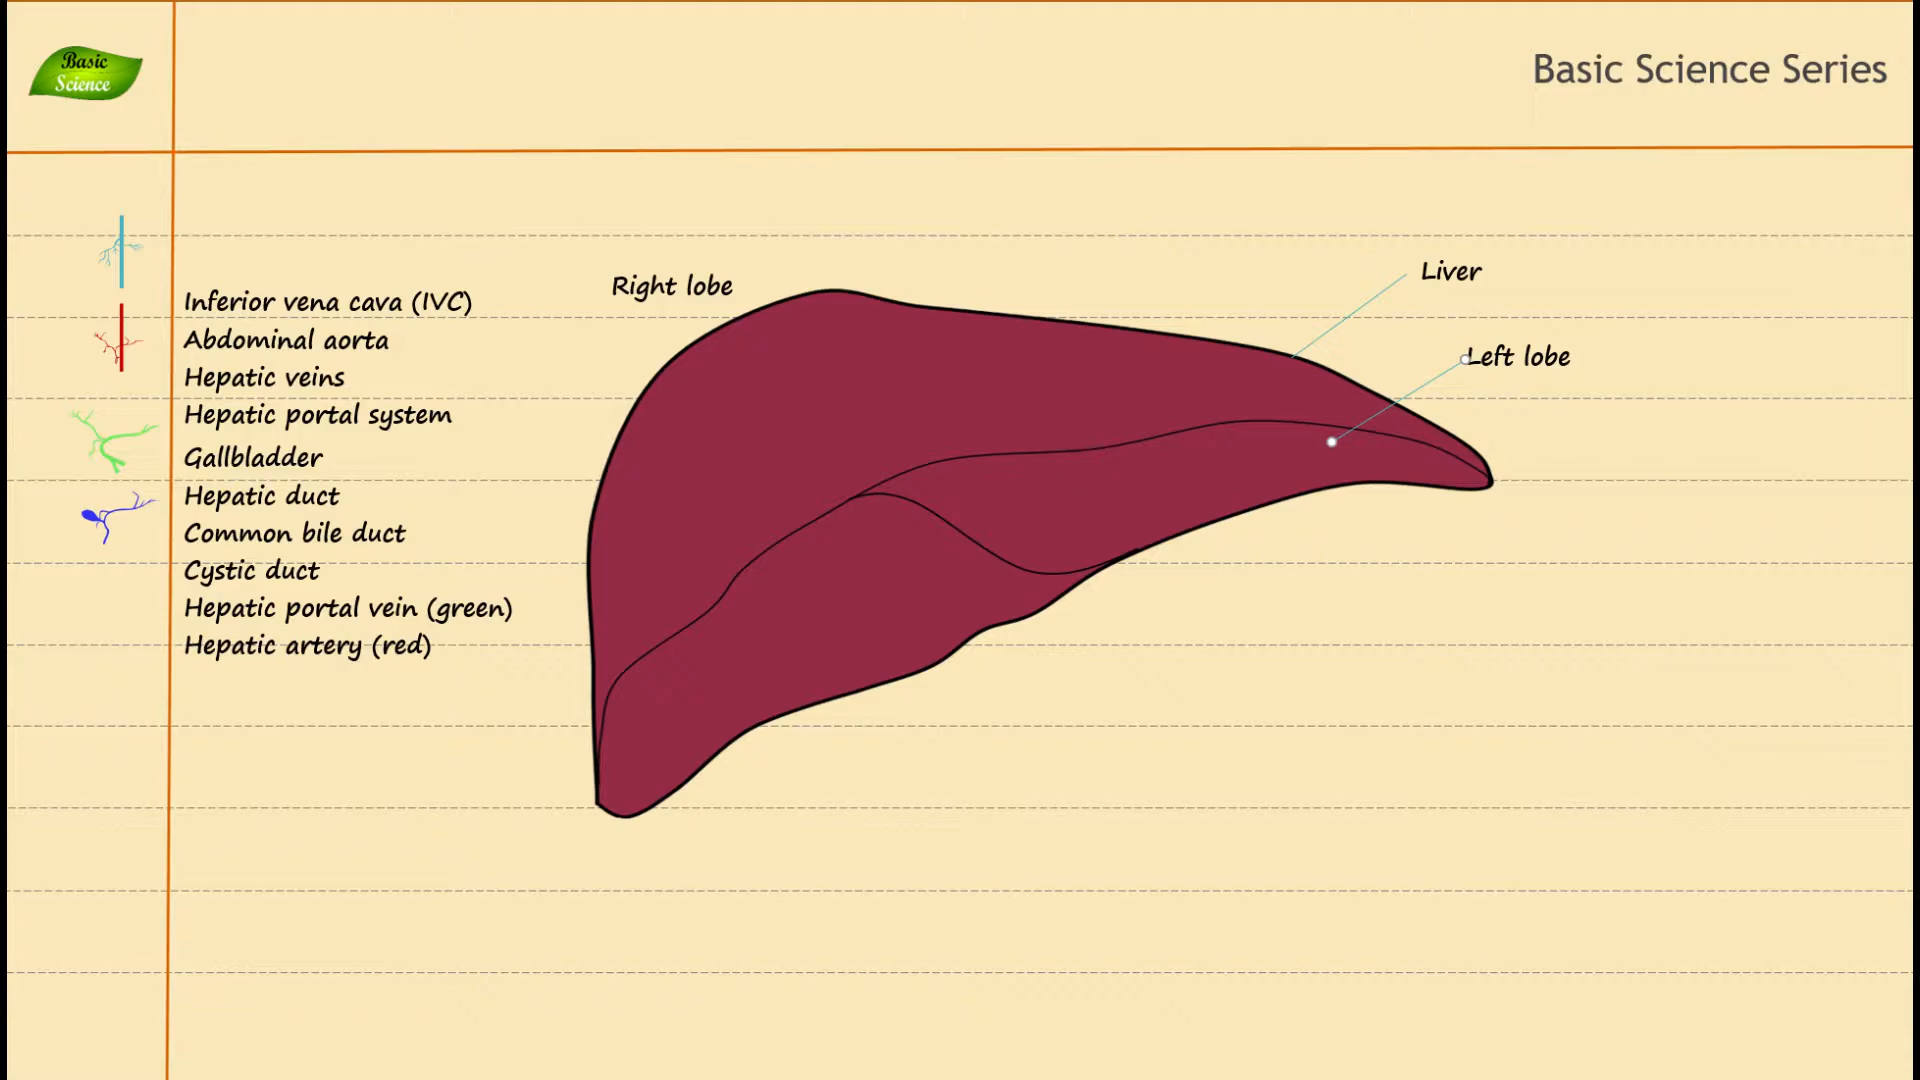 Basic
Science
Basic Science Series
Inferior vena cava (IVC)
Abdominal aorta
Hepatic veins
Hepatic portal system
Gallbladder
Hepatic duct
Common bile duct
Cystic duct
Hepatic portal vein (green)
Hepatic artery (red)
Right lobe
Liver
Left lobe